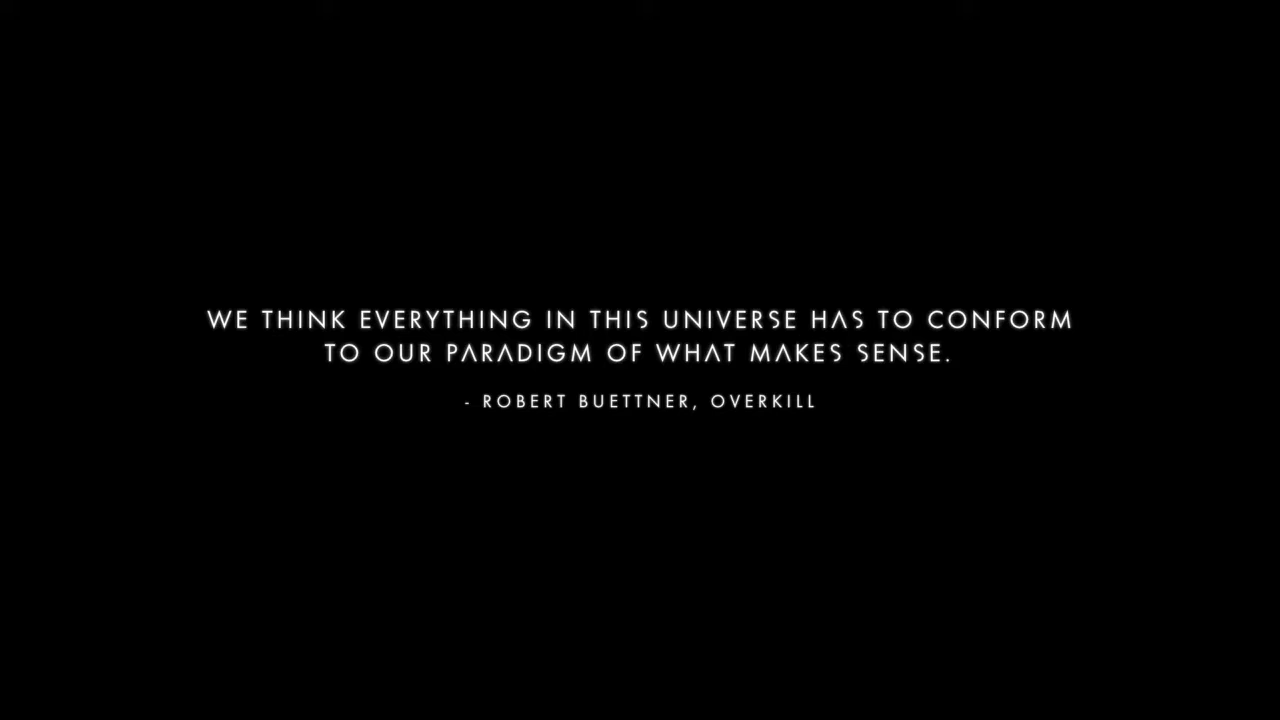 WE THINK EVERYTHING IN THIS UNIVERSE HAS TO CONFORM
TO OUR PARADIGM OF WHAT MAKES SENSE.
- ROBERT BUETTNER, OVERKILL